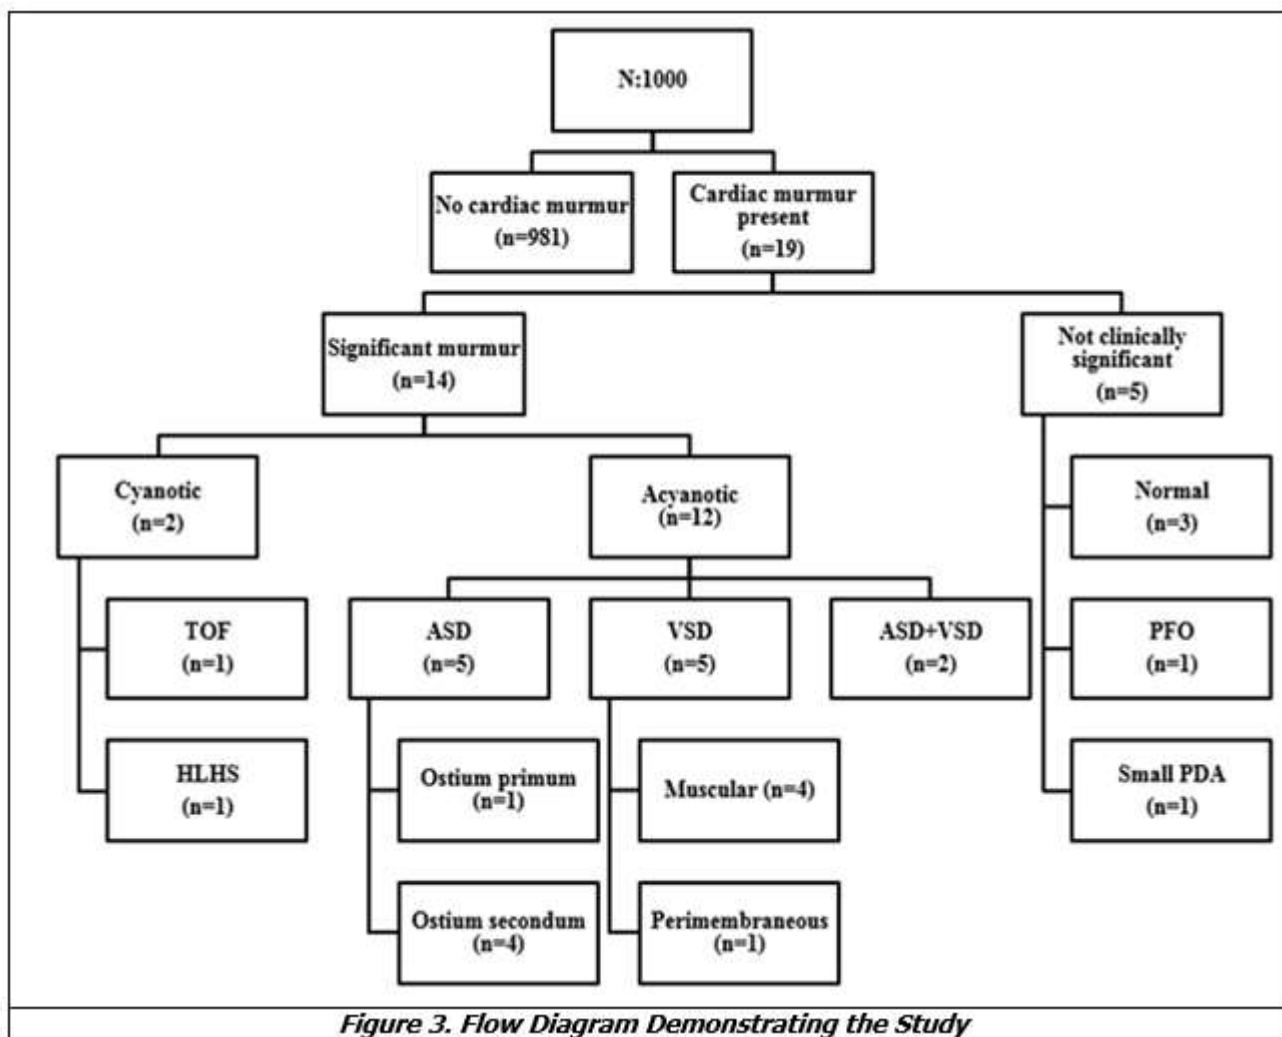 N:1000
No cardiac murmur
(n=981)
Cardiac murmur
present
(n=19)
Significant murmur
(n=14)
Not clinically
significant
(n=5)
Cyanotic
(n=2)
Acyanotic
(n=12)
Normal
(n=3)
TOF
(n=1)
ASD
(n=5)
VSD
(n=5)
ASD+VSD
(n=2)
PFO
(n=1)
HLHS
(n=1)
Ostium primum
(n=1)
Muscular (n=4)
Small PDA
(n=1)
Ostium secondum
(n=4)
Perimembraneous
(n=1)
Figure 3. Flow Diagram Demonstrating the Study